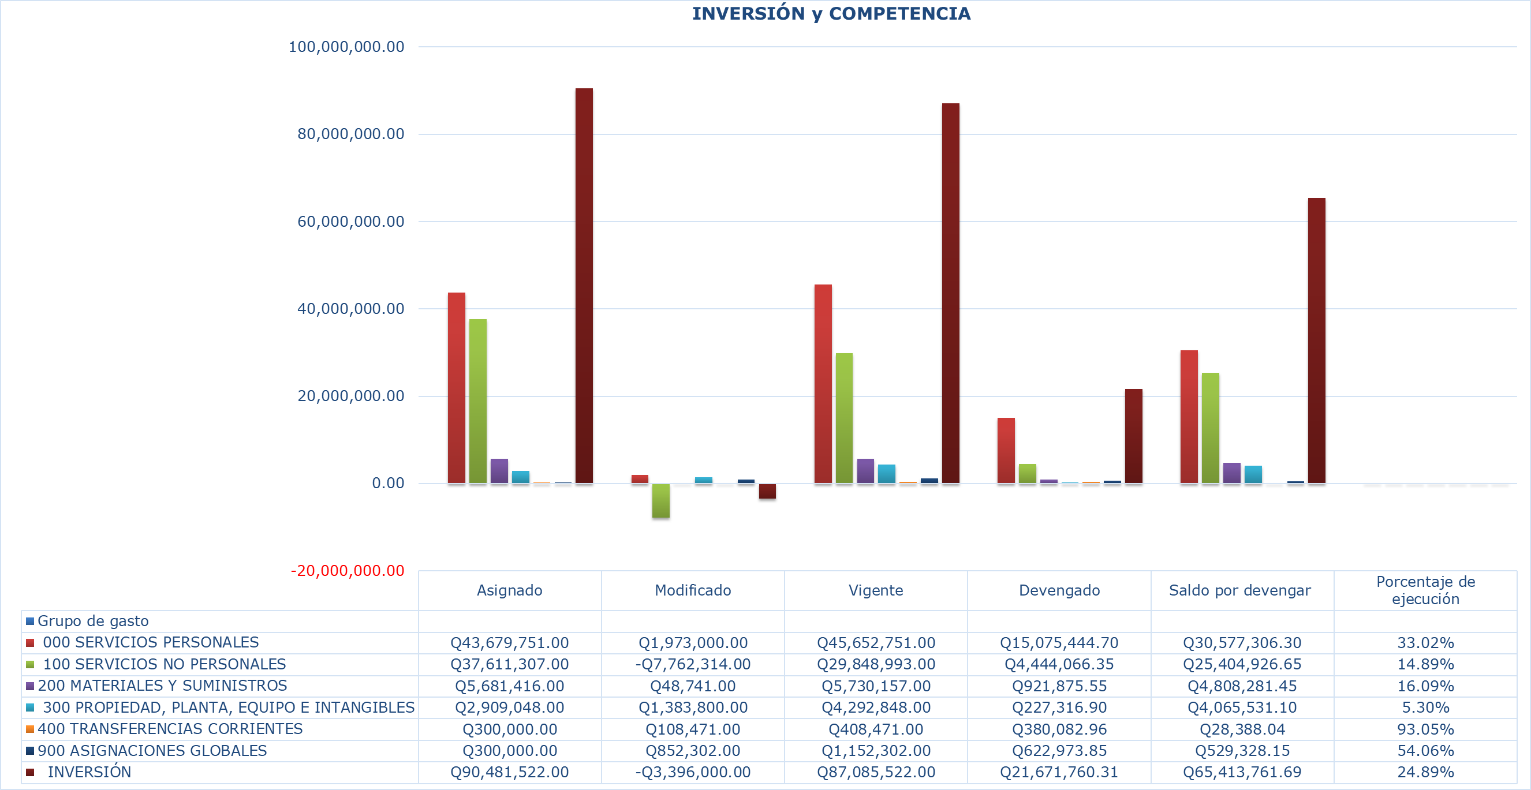 INVERSIÓN y COMPETENCIA
100,000,000.00
80,000,000.00
60,000,000.00
40,000,000.00
20,000,000.00
0.00
-20,000,000.00
Asignado Modificado Vigente Devengado Saldo por devengar Porcentaje de
ejecución
Grupo de gasto
000 SERVICIOS PERSONALES Q43,679,751.00 Q1,973,000.00 Q45,652,751.00 Q15,075,444.70 Q30,577,306.30 33.02%
100 SERVICIOS NO PERSONALES Q37,611,307.00 -Q7,762,314.00 Q29,848,993.00 Q4,444,066.35 Q25,404,926.65 14.89%
200 MATERIALES Y SUMINISTROS Q5,681,416.00 Q48,741.00 Q5,730,157.00 Q921,875.55 Q4,808,281.45 16.09%
300 PROPIEDAD, PLANTA, EQUIPO E INTANGIBLES Q2,909,048.00 Q1,383,800.00 Q4,292,848.00 Q227,316.90 Q4,065,531.10 5.30%
400 TRANSFERENCIAS CORRIENTES Q300,000.00 Q108,471.00 Q408,471.00 Q380,082.96 Q28,388.04 93.05%
900 ASIGNACIONES GLOBALES Q300,000.00 Q852,302.00 Q1,152,302.00 Q622,973.85 Q529,328.15 54.06%
INVERSIÓN Q90,481,522.00 -Q3,396,000.00 Q87,085,522.00 Q21,671,760.31 Q65,413,761.69 24.89%